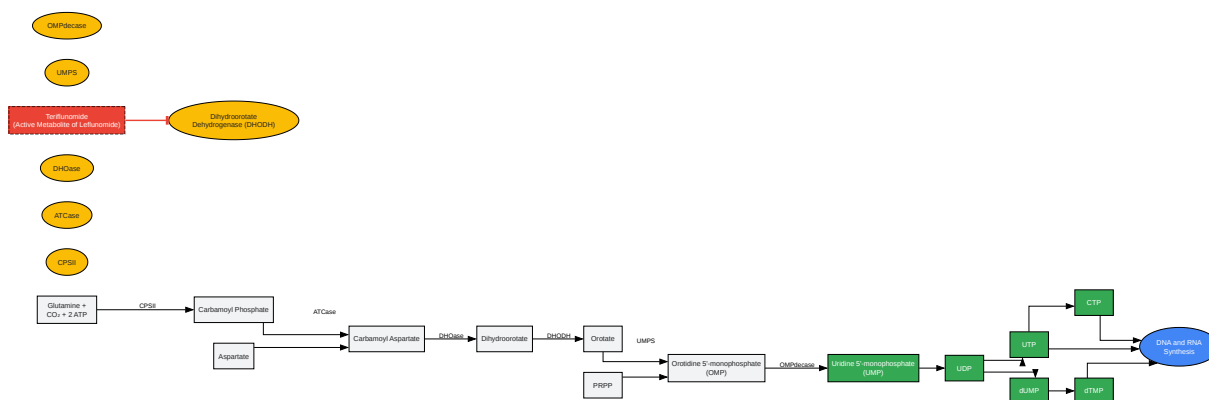 OMPdecase
UMPS
Teriflunomide
(Active Metabolite of Leflunomide)
Dihydroorotate
Dehydrogenase (DHODH)
DHOase
ATCase
CPSII
Glutamine +
CO₂ + 2 ATP
CPSII
Carbamoyl Phosphate
Aspartate
ATCase
Carbamoyl Aspartate
DHOase
Dihydroorotate
DHODH
Orotate
PRPP
UMPS
Orotidine 5'-monophosphate
(OMP)
OMPdecase
Uridine 5'-monophosphate
(UMP)
UDP
UTP
CTP
dUMP
dTMP
DNA and RNA
Synthesis